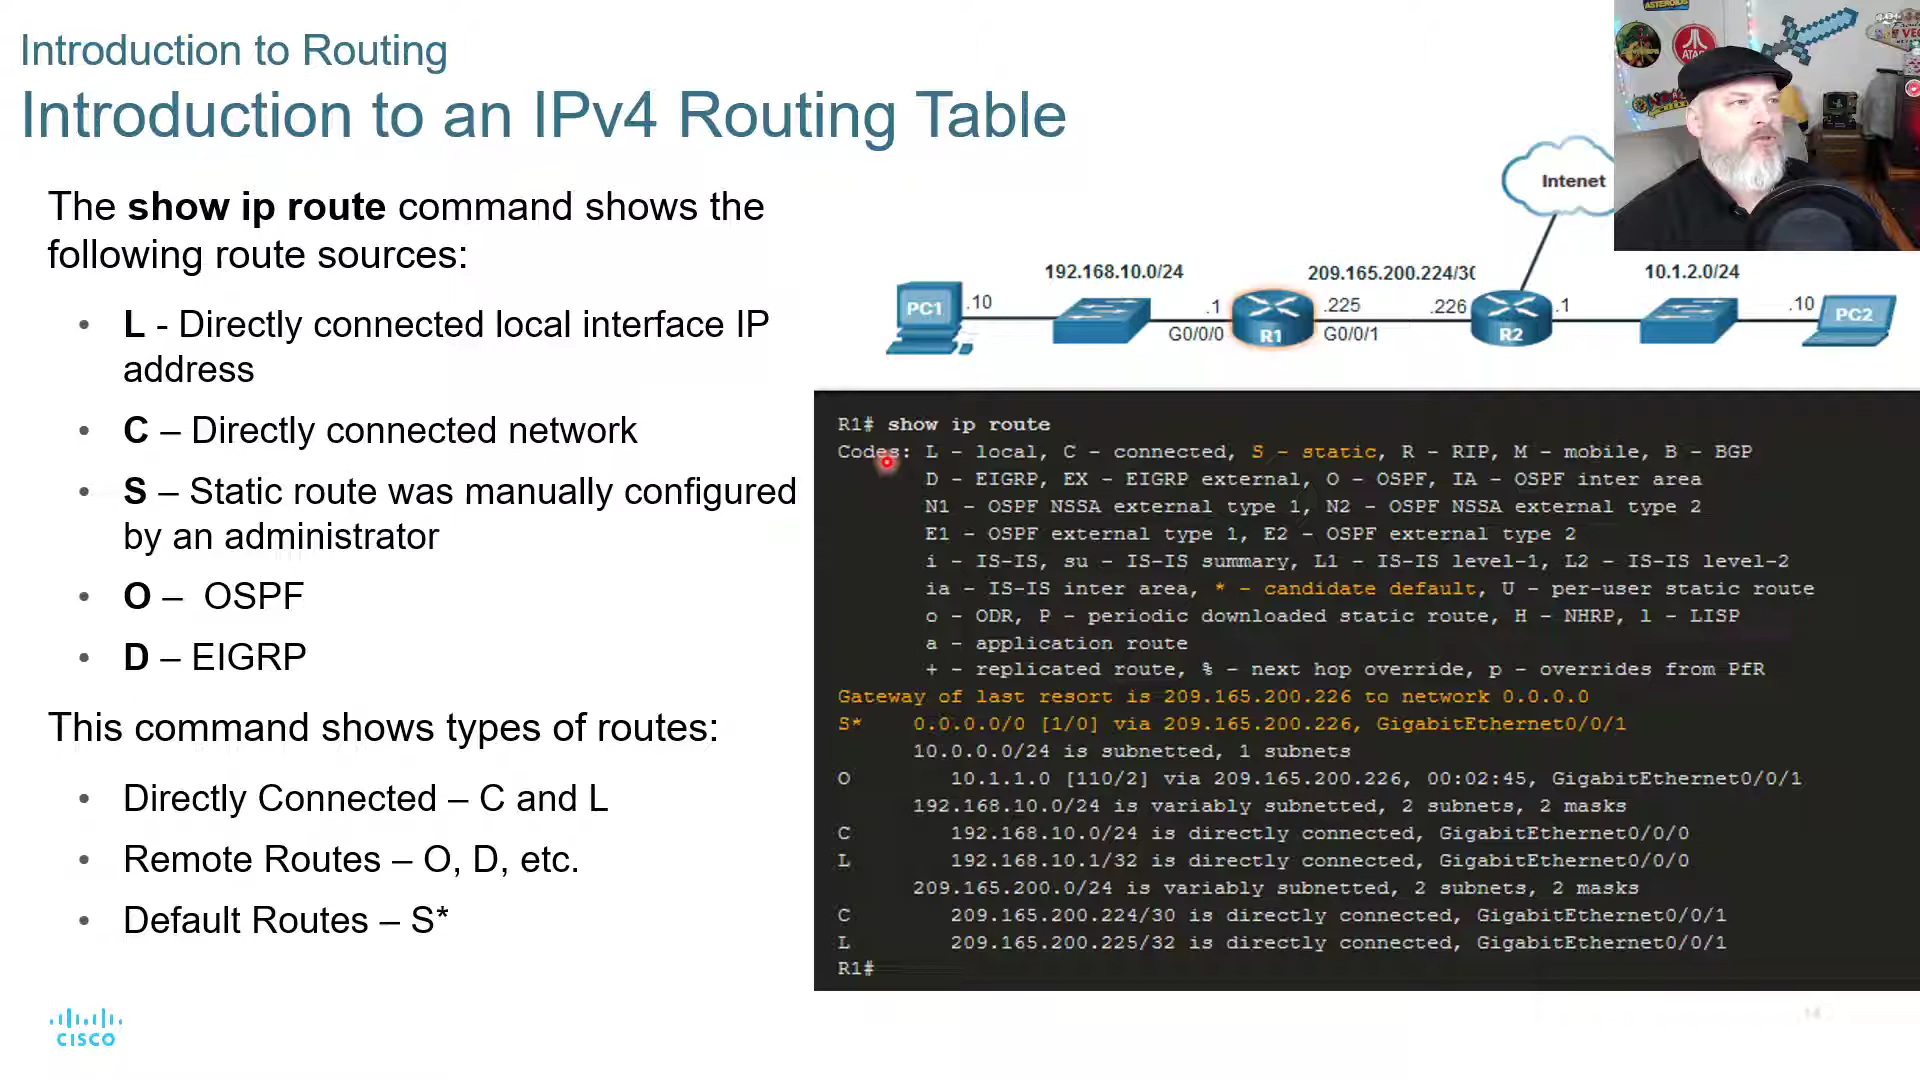 Introduction to Routing
Introduction to an IPv4 Routing Table
The show ip route command shows the
following route sources:
• L - Directly connected local interface IP
address
• C – Directly connected network
• S – Static route was manually configured
by an administrator
• O – OSPF
• D – EIGRP
This command shows types of routes:
• Directly Connected – C and L
• Remote Routes – O, D, etc.
• Default Routes – S*
CISCO
ASTEROIDS
ATARI
Intenet
192.168.10.0/24
209.165.200.224/30
10.1.2.0/24
PC1
.10
.1
G0/0/0
R1
.225
G0/0/1
.226
R2
.1
.10
PC2
R1# show ip route
Codes: L - local, C - connected, S - static, R - RIP, M - mobile, B - BGP
D - EIGRP, EX - EIGRP external, O - OSPF, IA - OSPF inter area
N1 - OSPF NSSA external type 1, N2 - OSPF NSSA external type 2
E1 - OSPF external type 1, E2 - OSPF external type 2
i - IS-IS, su - IS-IS summary, L1 - IS-IS level-1, L2 - IS-IS level-2
ia - IS-IS inter area, * - candidate default, U - per-user static route
o - ODR, P - periodic downloaded static route, H - NHRP, l - LISP
a - application route
+ - replicated route, % - next hop override, p - overrides from PfR
Gateway of last resort is 209.165.200.226 to network 0.0.0.0
S* 0.0.0.0/0 [1/0] via 209.165.200.226, GigabitEthernet0/0/1
10.0.0.0/24 is subnetted, 1 subnets
O 10.1.1.0 [110/2] via 209.165.200.226, 00:02:45, GigabitEthernet0/0/1
192.168.10.0/24 is variably subnetted, 2 subnets, 2 masks
C 192.168.10.0/24 is directly connected, GigabitEthernet0/0/0
L 192.168.10.1/32 is directly connected, GigabitEthernet0/0/0
209.165.200.0/24 is variably subnetted, 2 subnets, 2 masks
C 209.165.200.224/30 is directly connected, GigabitEthernet0/0/1
L 209.165.200.225/32 is directly connected, GigabitEthernet0/0/1
R1#
14